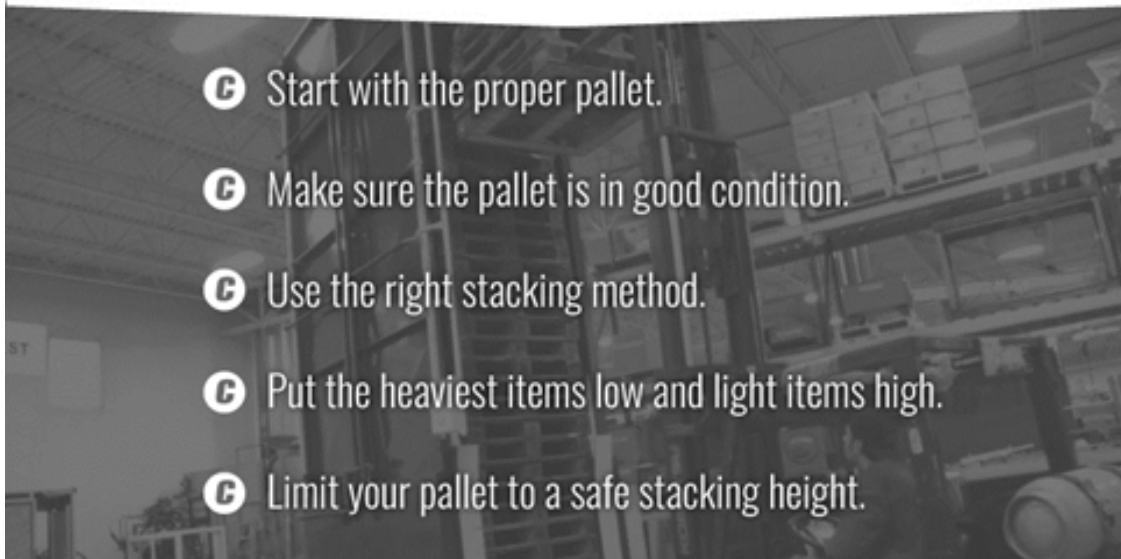 Start with the proper pallet.
Make sure the pallet is in good condition.
Use the right stacking method.
Put the heaviest items low and light items high.
Limit your pallet to a safe stacking height.
ST